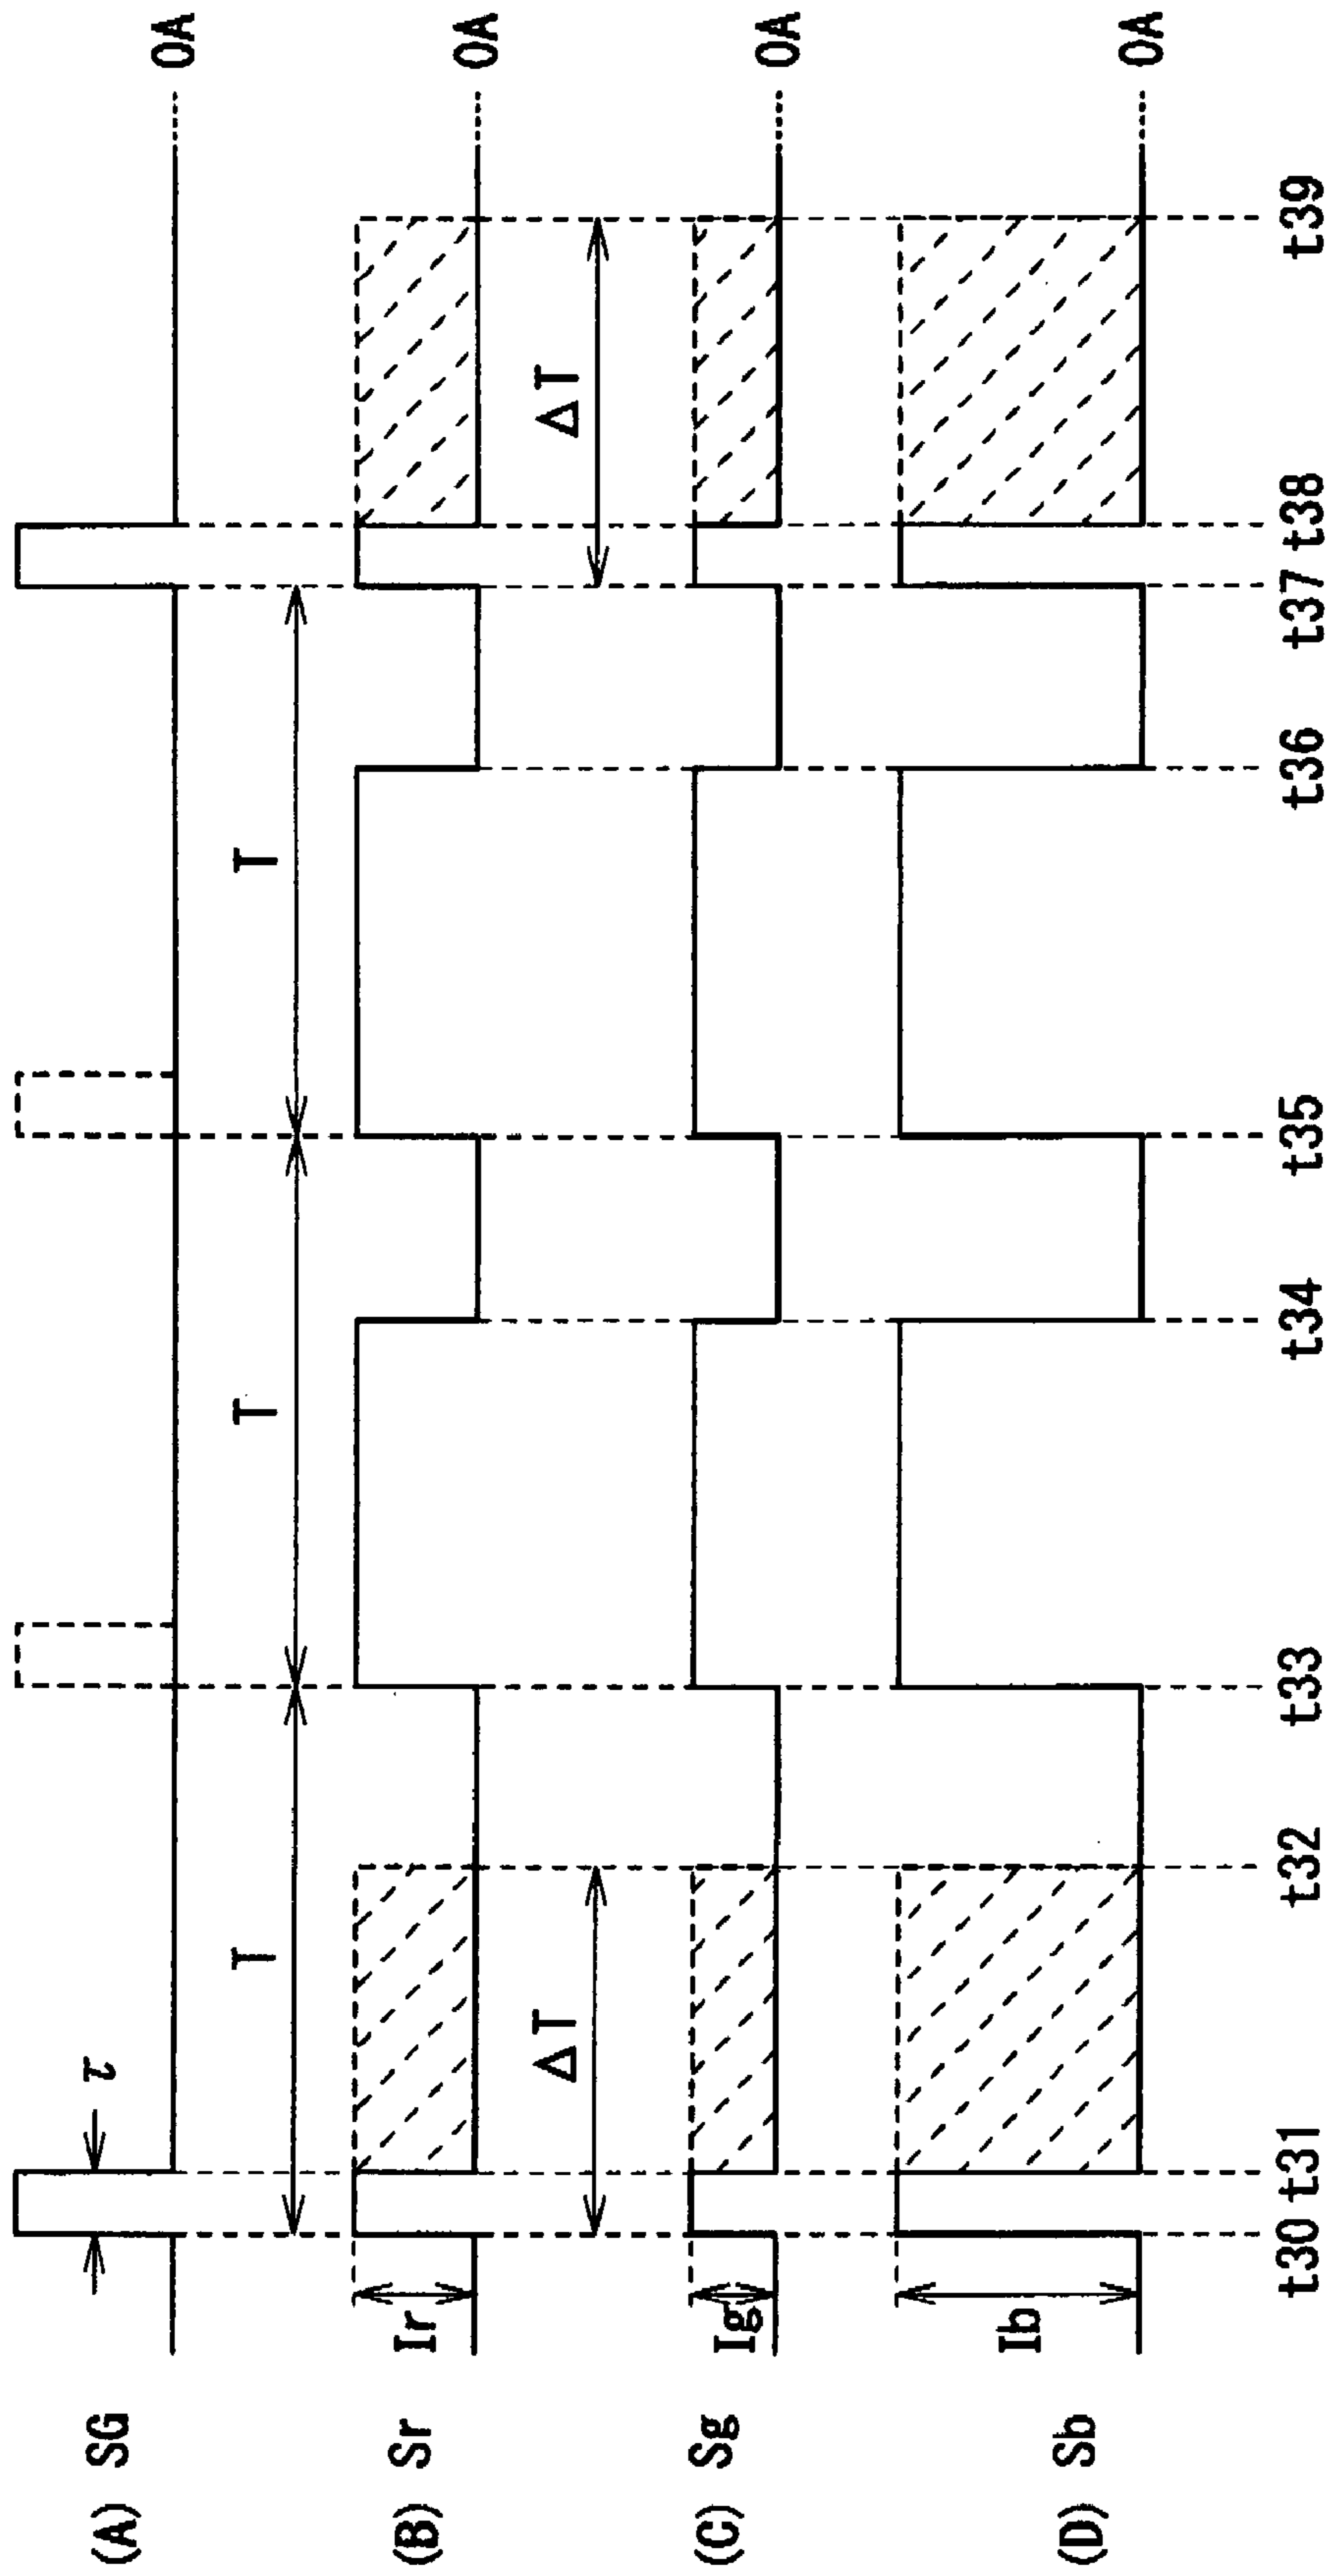 (A) SG
τ
0A
T
T
T
(B) Sr
Ir
0A
ΔT
ΔT
(C) Sg
Ig
0A
(D) Sb
Ib
0A
t30 t31 t32 t33 t34 t35 t36 t37 t38 t39